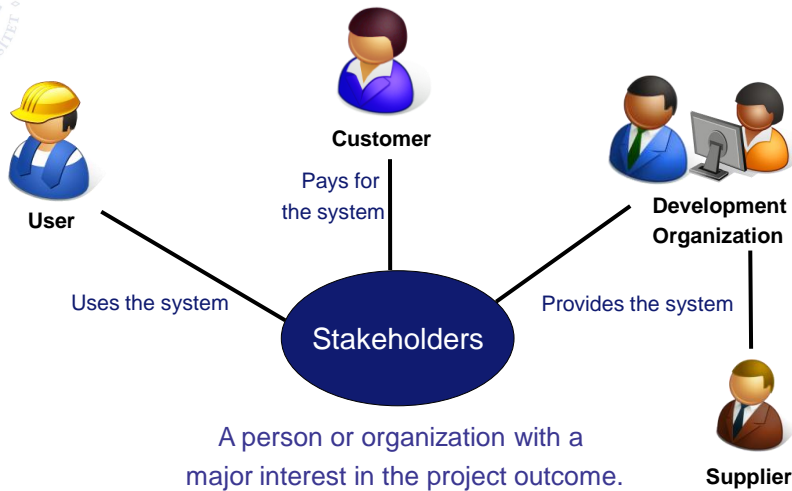 Customer
Pays for
the system
User
Development
Organization
Uses the system
Provides the system
Stakeholders
A person or organization with a
major interest in the project outcome.
Supplier